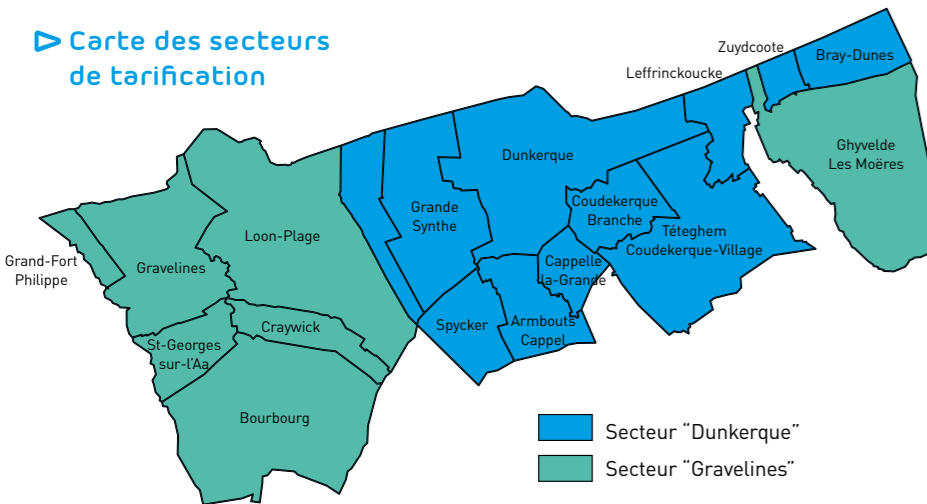 Carte des secteurs
de tarification
Zuydcoote
Bray-Dunes
Leffrinckoucke
Ghyvelde
Les Moëres
Dunkerque
Coudekerque
Branche
Grande
Synthe
Téteghem
Coudekerque-Village
Loon-Plage
Grand-Fort
Philippe
Gravelines
Cappelle
la-Grande
Spycker
Armbouts
Cappel
Craywick
St-Georges
sur-l'Aa
Bourbourg
Secteur “Dunkerque”
Secteur “Gravelines”